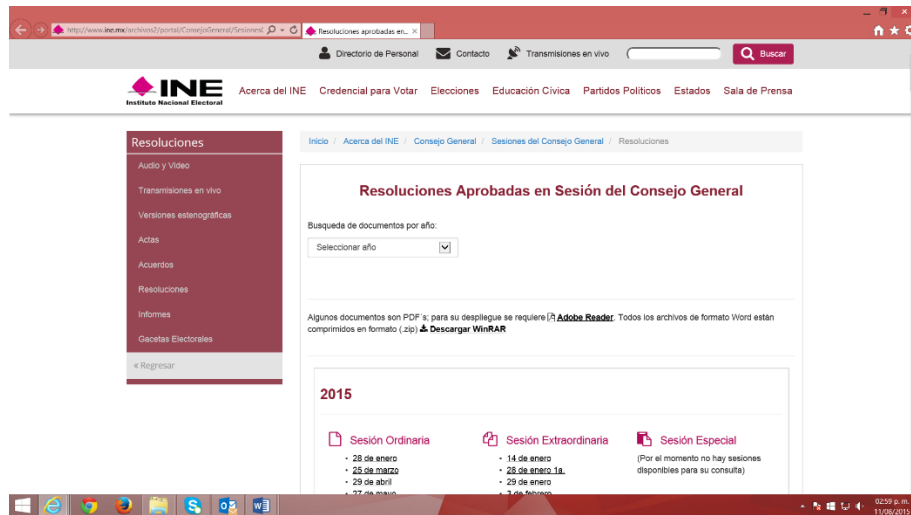 http://www.ine.mx/archivos2/portal/ConsejoGeneral/Sesiones(
Resoluciones aprobadas en...
Directorio de Personal
Contacto
Transmisiones en vivo
Buscar
INE
Instituto Nacional Electoral
Acerca del INE
Credencial para Votar
Elecciones
Educación Cívica
Partidos Políticos
Estados
Sala de Prensa
Resoluciones
Audio y Video
Transmisiones en vivo
Versiones estenográficas
Actas
Acuerdos
Resoluciones
Informes
Gacetas Electorales
« Regresar
Inicio / Acerca del INE / Consejo General / Sesiones del Consejo General / Resoluciones
Resoluciones Aprobadas en Sesión del Consejo General
Busqueda de documentos por año:
Seleccionar año
Algunos documentos son PDF´s; para su despliegue se requiere Adobe Reader. Todos los archivos de formato Word están
comprimidos en formato (.zip) Descargar WinRAR
2015
Sesión Ordinaria
· 28 de enero
· 25 de marzo
· 29 de abril
· 27 de mayo
Sesión Extraordinaria
· 14 de enero
· 28 de enero 1a.
· 29 de enero
· 3 de febrero
Sesión Especial
(Por el momento no hay sesiones
disponibles para su consulta)
02:59 p. m.
11/06/2015